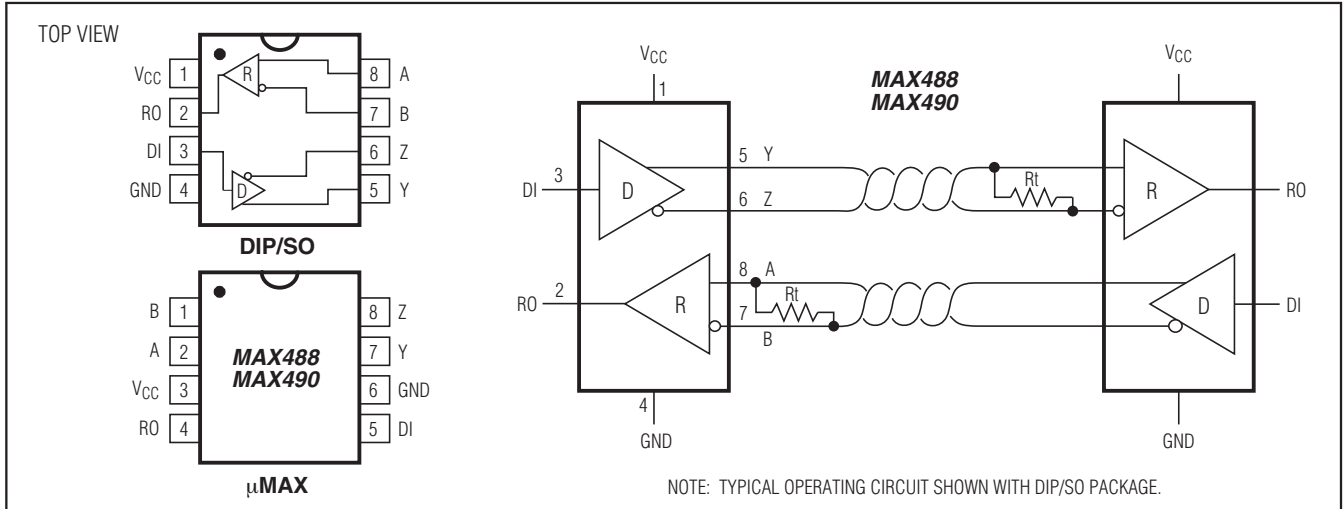 TOP VIEW
VCC 1
RO 2
DI 3
GND 4
8 A
7 B
6 Z
5 Y
R
D
DIP/SO
B 1
A 2
VCC 3
RO 4
8 Z
7 Y
6 GND
5 DI
MAX488
MAX490
μMAX
MAX488
MAX490
VCC
1
VCC
DI 3
D
5 Y
6 Z
Rt
R
RO
RO 2
R
8 A
7
B
Rt
D
DI
4
GND
GND
NOTE: TYPICAL OPERATING CIRCUIT SHOWN WITH DIP/SO PACKAGE.